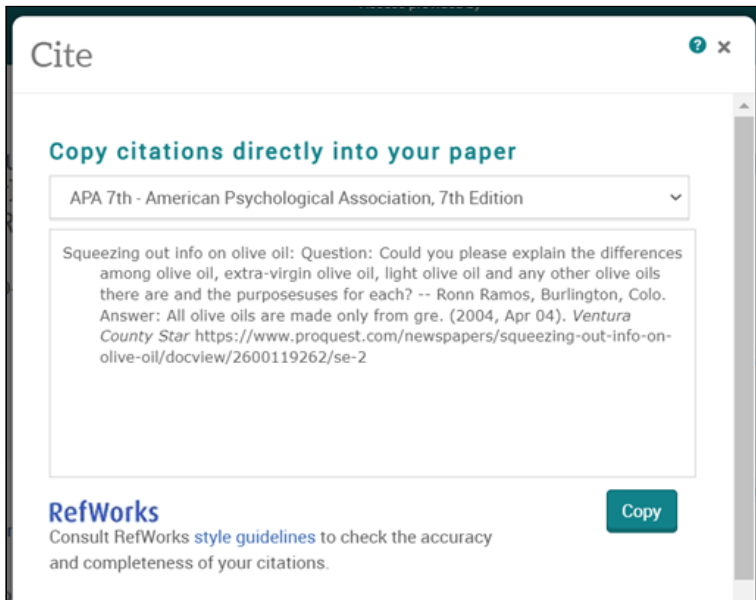 Cite
Copy citations directly into your paper
APA 7th - American Psychological Association, 7th Edition
Squeezing out info on olive oil: Question: Could you please explain the differences
among olive oil, extra-virgin olive oil, light olive oil and any other olive oils
there are and the purposesuses for each? -- Ronn Ramos, Burlington, Colo.
Answer: All olive oils are made only from gre. (2004, Apr 04). Ventura
County Star https://www.proquest.com/newspapers/squeezing-out-info-on-
olive-oil/docview/2600119262/se-2
RefWorks
Copy
Consult RefWorks style guidelines to check the accuracy
and completeness of your citations.